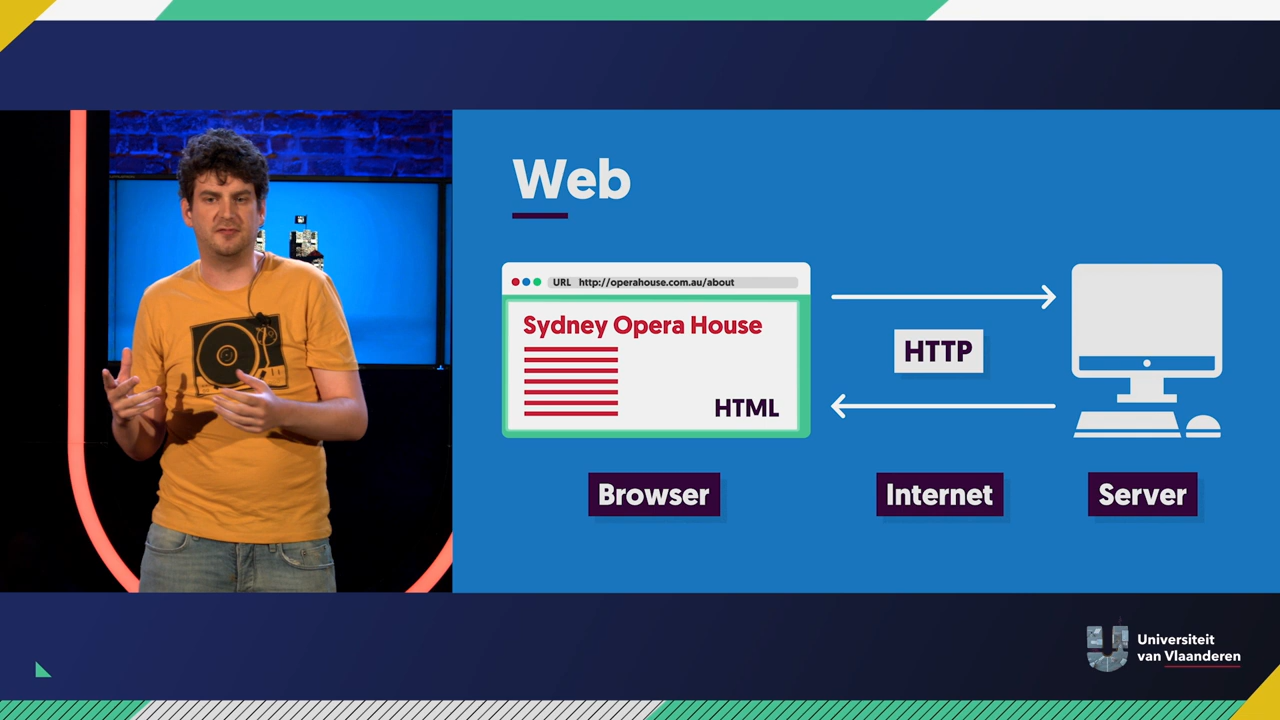 Web
URL http://operahouse.com.au/about
Sydney Opera House
HTML
HTTP
Browser
Internet
Server
Universiteit
van Vlaanderen